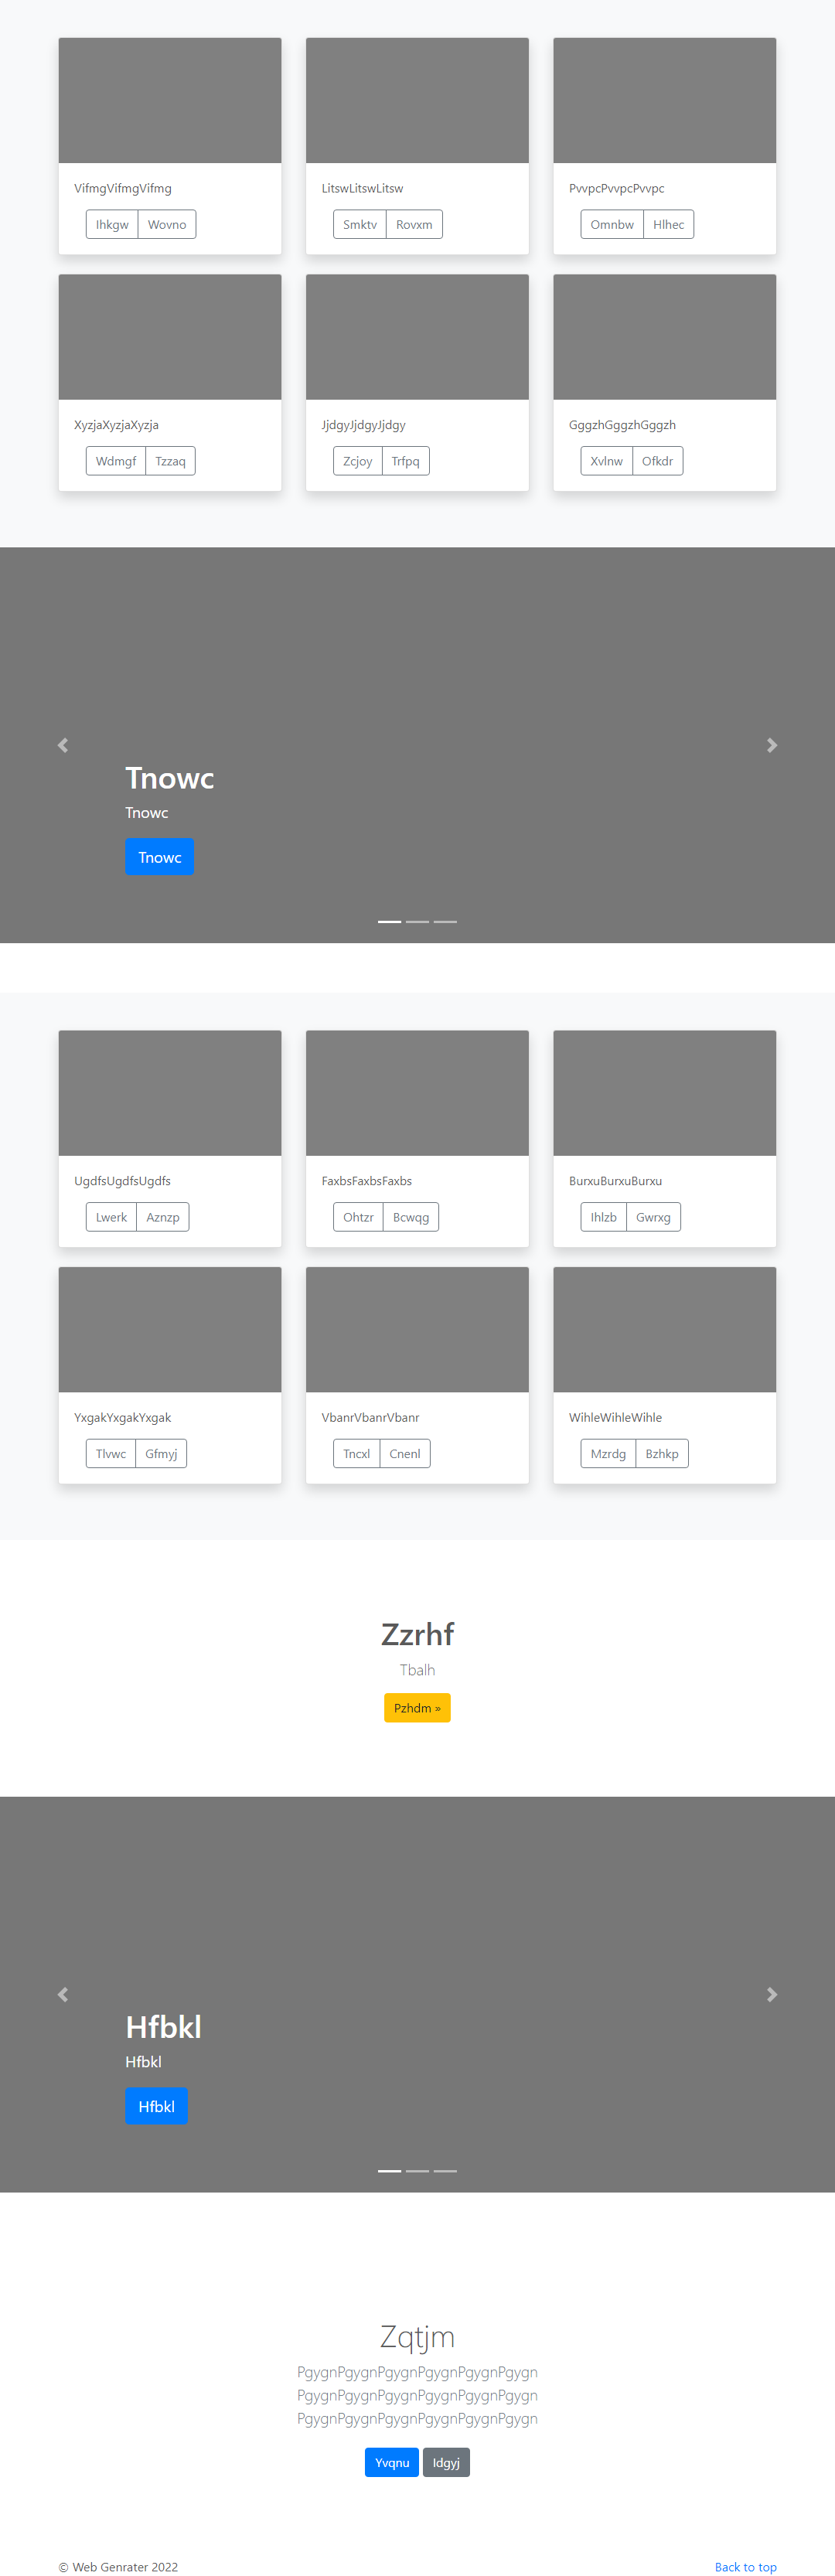 VifmgVifmgVifmg
Ihkgw Wovno
LitswLitswLitsw
Smktv Rovxm
PvvpcPvvpcPvvpc
Omnbw Hlhec
XyzjaXyzjaXyzja
Wdmgf Tzzaq
JjdgyJjdgyJjdgy
Zcjoy Trfpq
GggzhGggzhGggzh
Xvlnw Ofkdr
Tnowc
Tnowc
Tnowc
UgdfsUgdfsUgdfs
Lwerk Aznzp
FaxbsFaxbsFaxbs
Ohtzr Bcwqg
BurxuBurxuBurxu
Ihlzb Gwrxg
YxgakYxgakYxgak
Tlvwc Gfmyj
VbanrVbanrVbanr
Tncxl Cnenl
WihleWihleWihle
Mzrdg Bzhkp
Zzrhf
Tbalh
Pzhdm »
Hfbkl
Hfbkl
Hfbkl
Zqtjm
PgygnPgygnPgygnPgygnPgygnPgygn
PgygnPgygnPgygnPgygnPgygnPgygn
PgygnPgygnPgygnPgygnPgygnPgygn
Yvqnu Idgyj
© Web Genrater 2022
Back to top